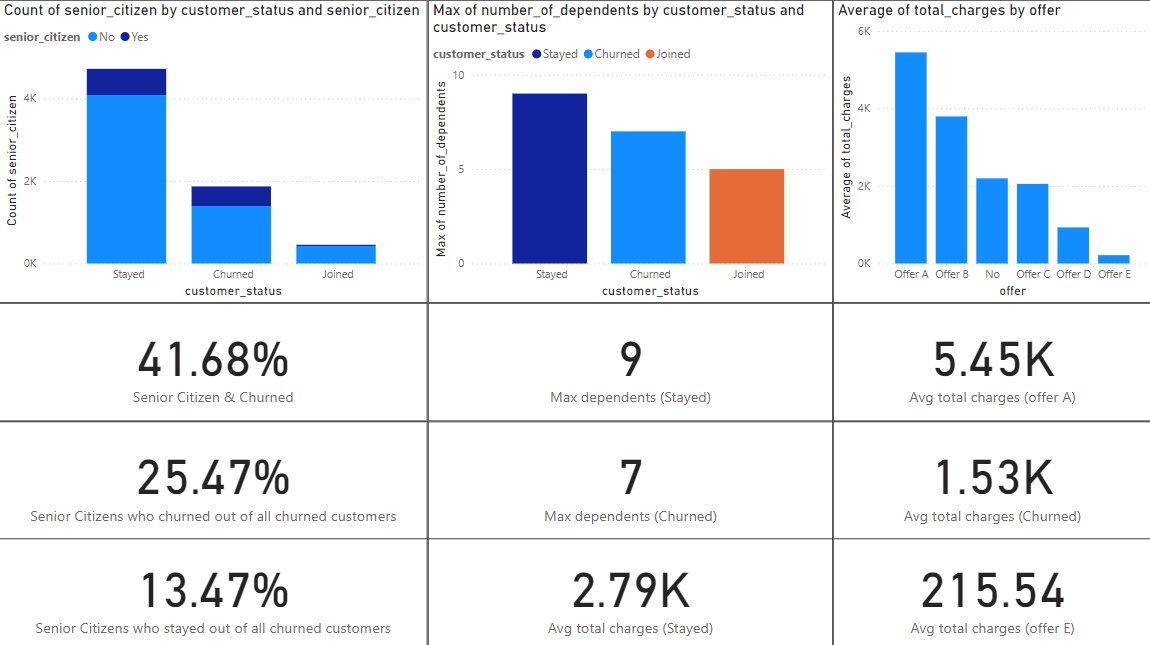 Count of senior_citizen by customer_status and senior_citizen
senior_citizen No Yes
Count of senior_citizen
4K
2K
0K
Stayed Churned Joined
customer_status
Max of number_of_dependents by customer_status and
customer_status
customer_status Stayed Churned Joined
Max of number_of_dependents
10
5
0
Stayed Churned Joined
customer_status
Average of total_charges by offer
Average of total_charges
6K
4K
2K
0K
Offer A Offer B No Offer C Offer D Offer E
offer
41.68%
Senior Citizen & Churned
9
Max dependents (Stayed)
5.45K
Avg total charges (offer A)
25.47%
Senior Citizens who churned out of all churned customers
7
Max dependents (Churned)
1.53K
Avg total charges (Churned)
13.47%
Senior Citizens who stayed out of all churned customers
2.79K
Avg total charges (Stayed)
215.54
Avg total charges (offer E)